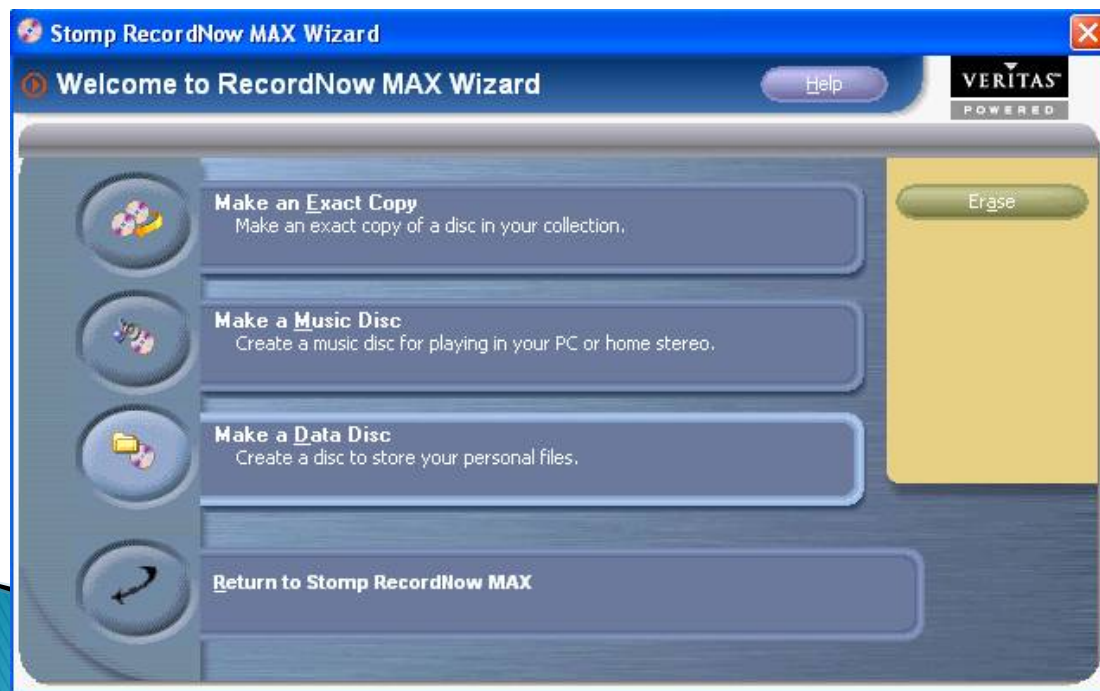 Stomp RecordNow MAX Wizard
Welcome to RecordNow MAX Wizard
Help
VERITAS™
POWERED
Make an Exact Copy
Make an exact copy of a disc in your collection.
Erase
Make a Music Disc
Create a music disc for playing in your PC or home stereo.
Make a Data Disc
Create a disc to store your personal files.
Return to Stomp RecordNow MAX